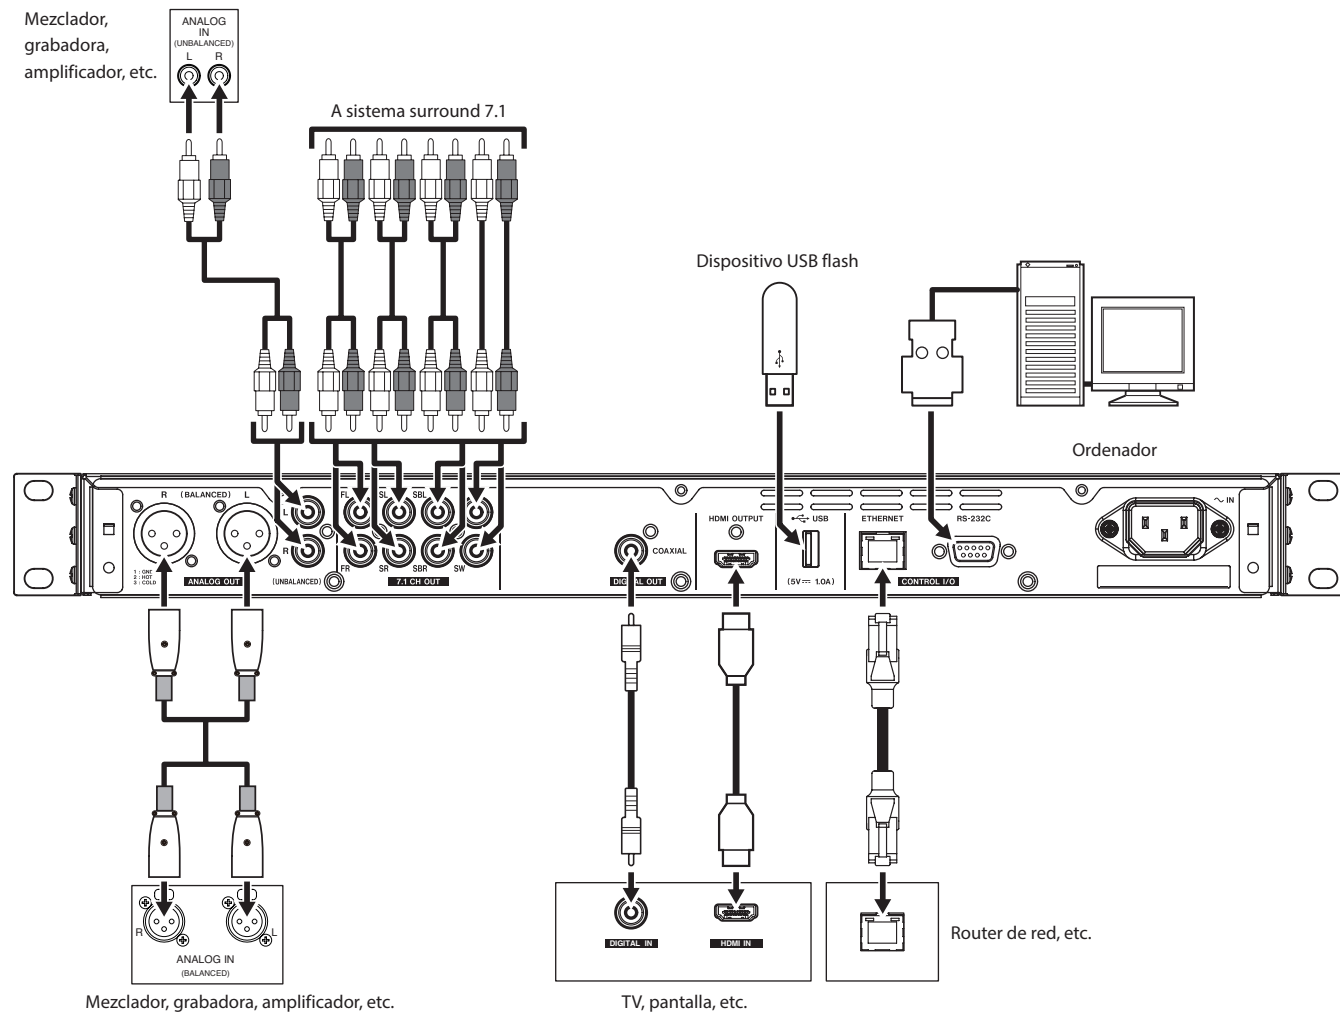 Mezclador,
grabadora,
amplificador, etc.
ANALOG
IN
(UNBALANCED)
L R
A sistema surround 7.1
Dispositivo USB flash
Ordenador
R (BALANCED) L
L
R
FL SL SBL
HDMI OUTPUT
USB
ETHERNET
RS-232C
IN
COAXIAL
1 : GND
2 : HOT
3 : COLD
ANALOG OUT
(UNBALANCED)
FR SR SBR SW
7.1 CH OUT
DIGITAL OUT
(5V 1.0A)
CONTROL I/O
R L
ANALOG IN
(BALANCED)
Mezclador, grabadora, amplificador, etc.
DIGITAL IN
HDMI IN
TV, pantalla, etc.
Router de red, etc.